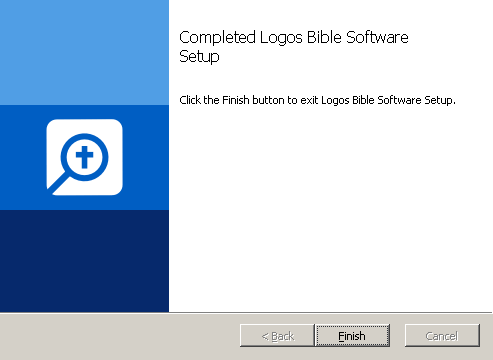 Completed Logos Bible Software
Setup
Click the Finish button to exit Logos Bible Software Setup.
< Back
Finish
Cancel